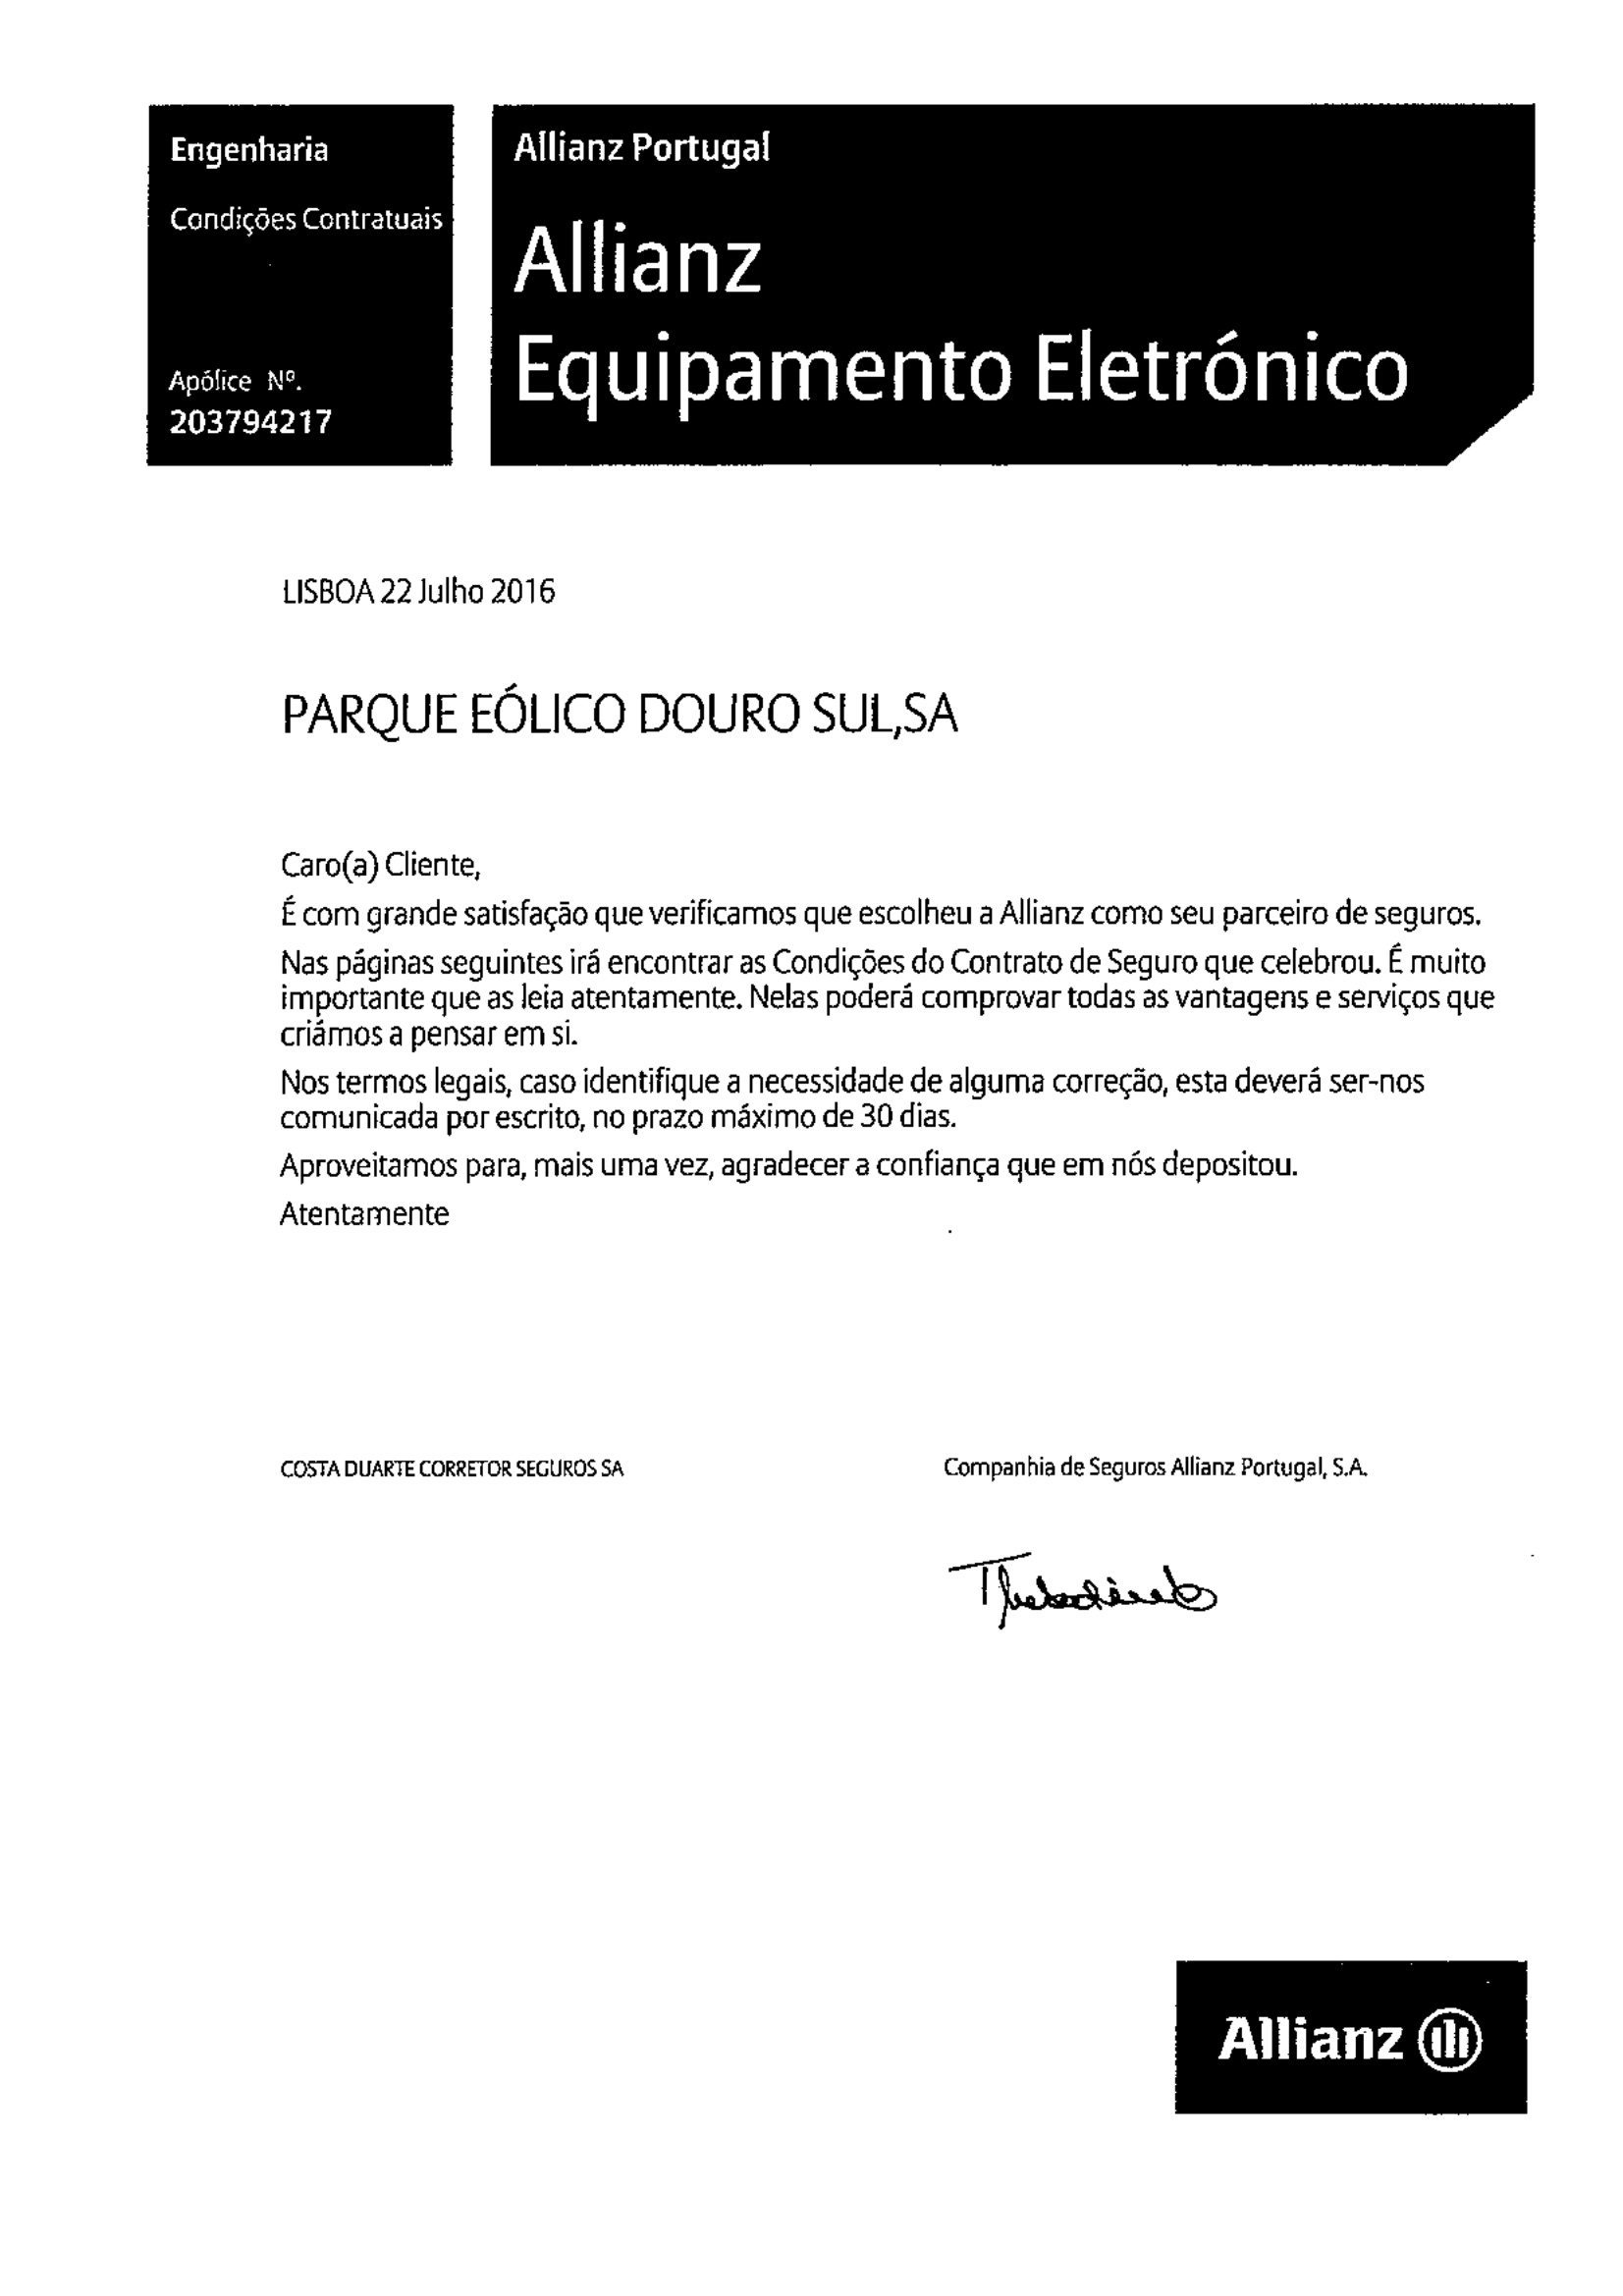 Engenharia
Condições Contratuais
Apólice Nº.
203794217
Allianz Portugal
Allianz
Equipamento Eletrónico
LISBOA 22 Julho 2016
PARQUE EÓLICO DOURO SUL,SA
Caro(a) Cliente,
É com grande satisfação que verificamos que escolheu a Allianz como seu parceiro de seguros.
Nas páginas seguintes irá encontrar as Condições do Contrato de Seguro que celebrou. É muito
importante que as leia atentamente. Nelas poderá comprovar todas as vantagens e serviços que
criámos a pensar em si.
Nos termos legais, caso identifique a necessidade de alguma correção, esta deverá ser-nos
comunicada por escrito, no prazo máximo de 30 dias.
Aproveitamos para, mais uma vez, agradecer a confiança que em nós depositou.
Atentamente
COSTA DUARTE CORRETOR SEGUROS SA
Companhia de Seguros Allianz Portugal, S.A.
Allianz